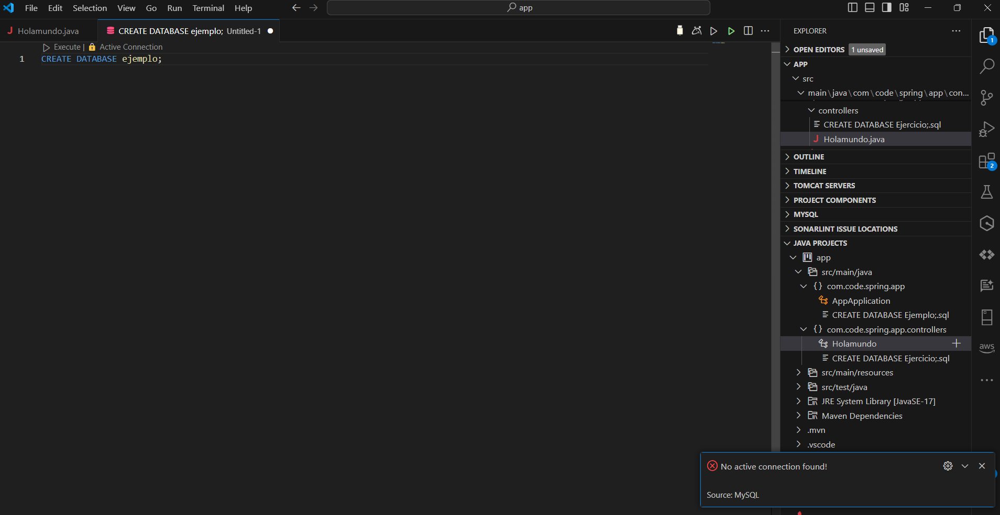 File Edit Selection View Go Run Terminal Help
app
Holamundo.java
CREATE DATABASE ejemplo; Untitled-1
Execute | Active Connection
1 CREATE DATABASE ejemplo;
EXPLORER
OPEN EDITORS 1 unsaved
APP
src
main\java\com\code\spring\app\con...
controllers
CREATE DATABASE Ejercicio;.sql
Holamundo.java
OUTLINE
TIMELINE
TOMCAT SERVERS
PROJECT COMPONENTS
MYSQL
SONARLINT ISSUE LOCATIONS
JAVA PROJECTS
app
src/main/java
{} com.code.spring.app
AppApplication
CREATE DATABASE Ejemplo;.sql
{} com.code.spring.app.controllers
Holamundo
CREATE DATABASE Ejercicio;.sql
src/main/resources
src/test/java
JRE System Library [JavaSE-17]
Maven Dependencies
.mvn
.vscode
1
2
aws
No active connection found!
Source: MySQL